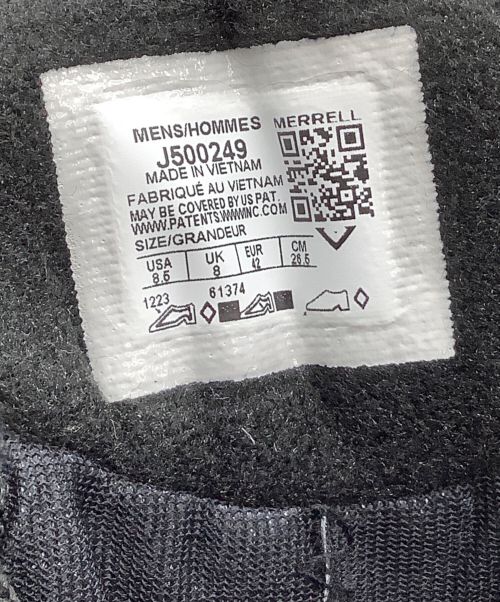 MENS/HOMMES MERRELL
J500249
MADE IN VIETNAM
FABRIQUÉ AU VIETNAM
MAY BE COVERED BY US PAT.
WWW.PATENTS.WWWINC.COM
SIZE/GRANDEUR
USA UK EUR CM
8.5 8 42 26.5
1223 61374